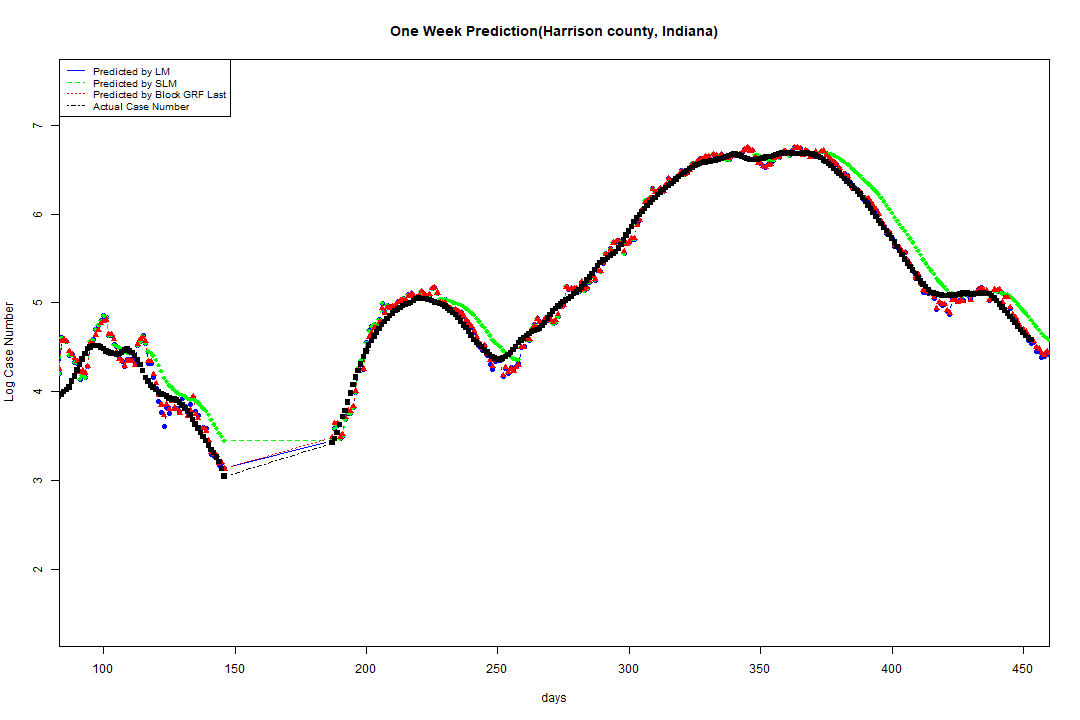 One Week Prediction(Harrison county, Indiana)
Predicted by LM
Predicted by SLM
Predicted by Block GRF Last
Actual Case Number
Log Case Number
7
6
5
4
3
2
100 150 200 250 300 350 400 450
days